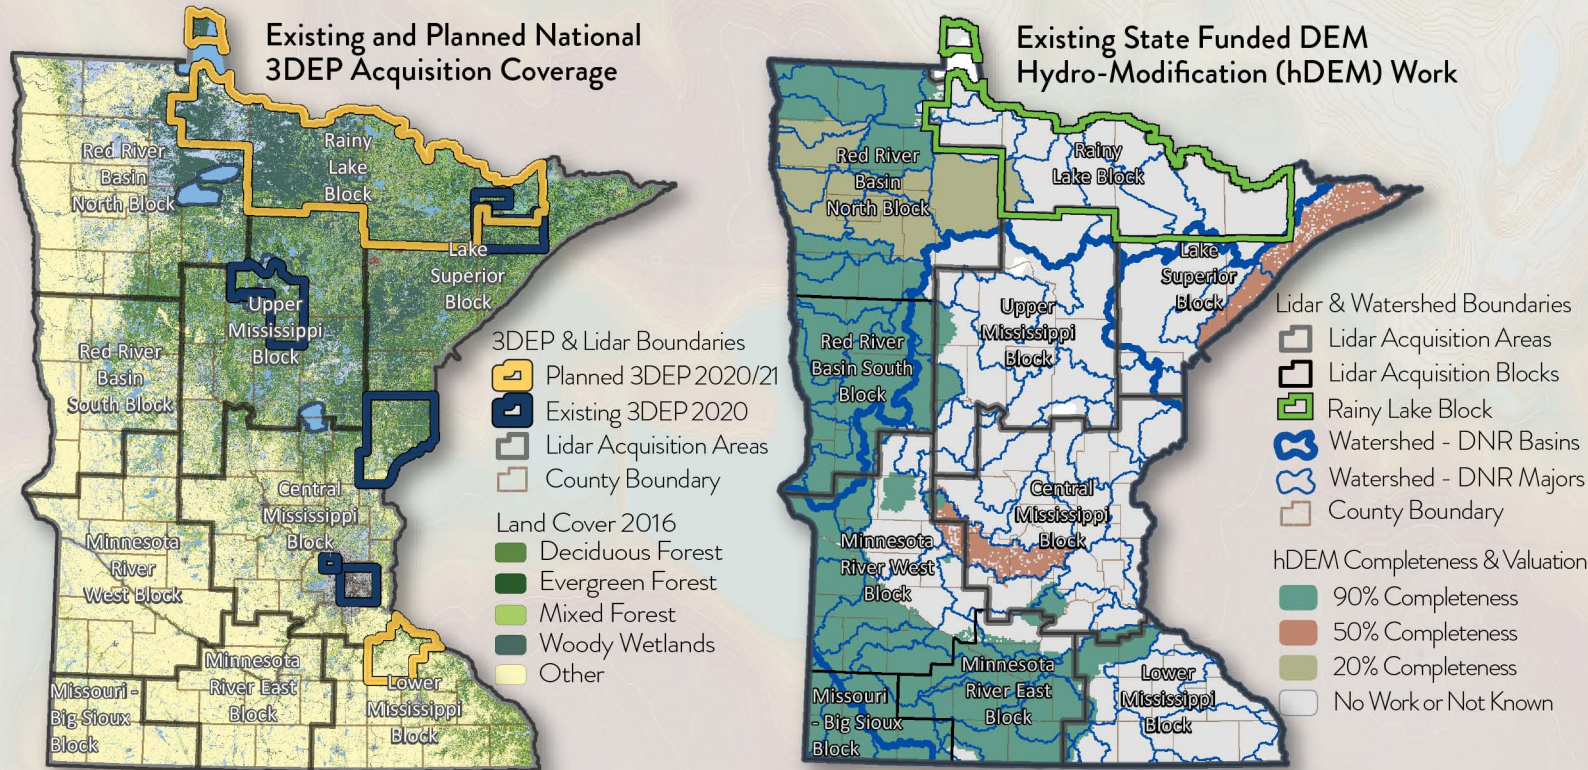 Existing and Planned National
3DEP Acquisition Coverage
Red River
Basin
North Block
Rainy
Lake
Block
Lake
Superior
Block
Upper
Mississippi
Block
Red River
Basin
South Block
Central
Mississippi
Block
Minnesota
River
West Block
Minnesota
River East
Block
Missouri -
Big Sioux
Block
Lower
Mississippi
Block
3DEP & Lidar Boundaries
Planned 3DEP 2020/21
Existing 3DEP 2020
Lidar Acquisition Areas
County Boundary
Land Cover 2016
Deciduous Forest
Evergreen Forest
Mixed Forest
Woody Wetlands
Other
Existing State Funded DEM
Hydro-Modification (hDEM) Work
Red River
Basin
North Block
Rainy
Lake Block
Lake
Superior
Block
Upper
Mississippi
Block
Red River
Basin South
Block
Central
Mississippi
Block
Minnesota
River West
Block
Minnesota
River East
Block
Missouri
- Big Sioux
Block
Lower
Mississippi
Block
Lidar & Watershed Boundaries
Lidar Acquisition Areas
Lidar Acquisition Blocks
Rainy Lake Block
Watershed - DNR Basins
Watershed - DNR Majors
County Boundary
hDEM Completeness & Valuation
90% Completeness
50% Completeness
20% Completeness
No Work or Not Known